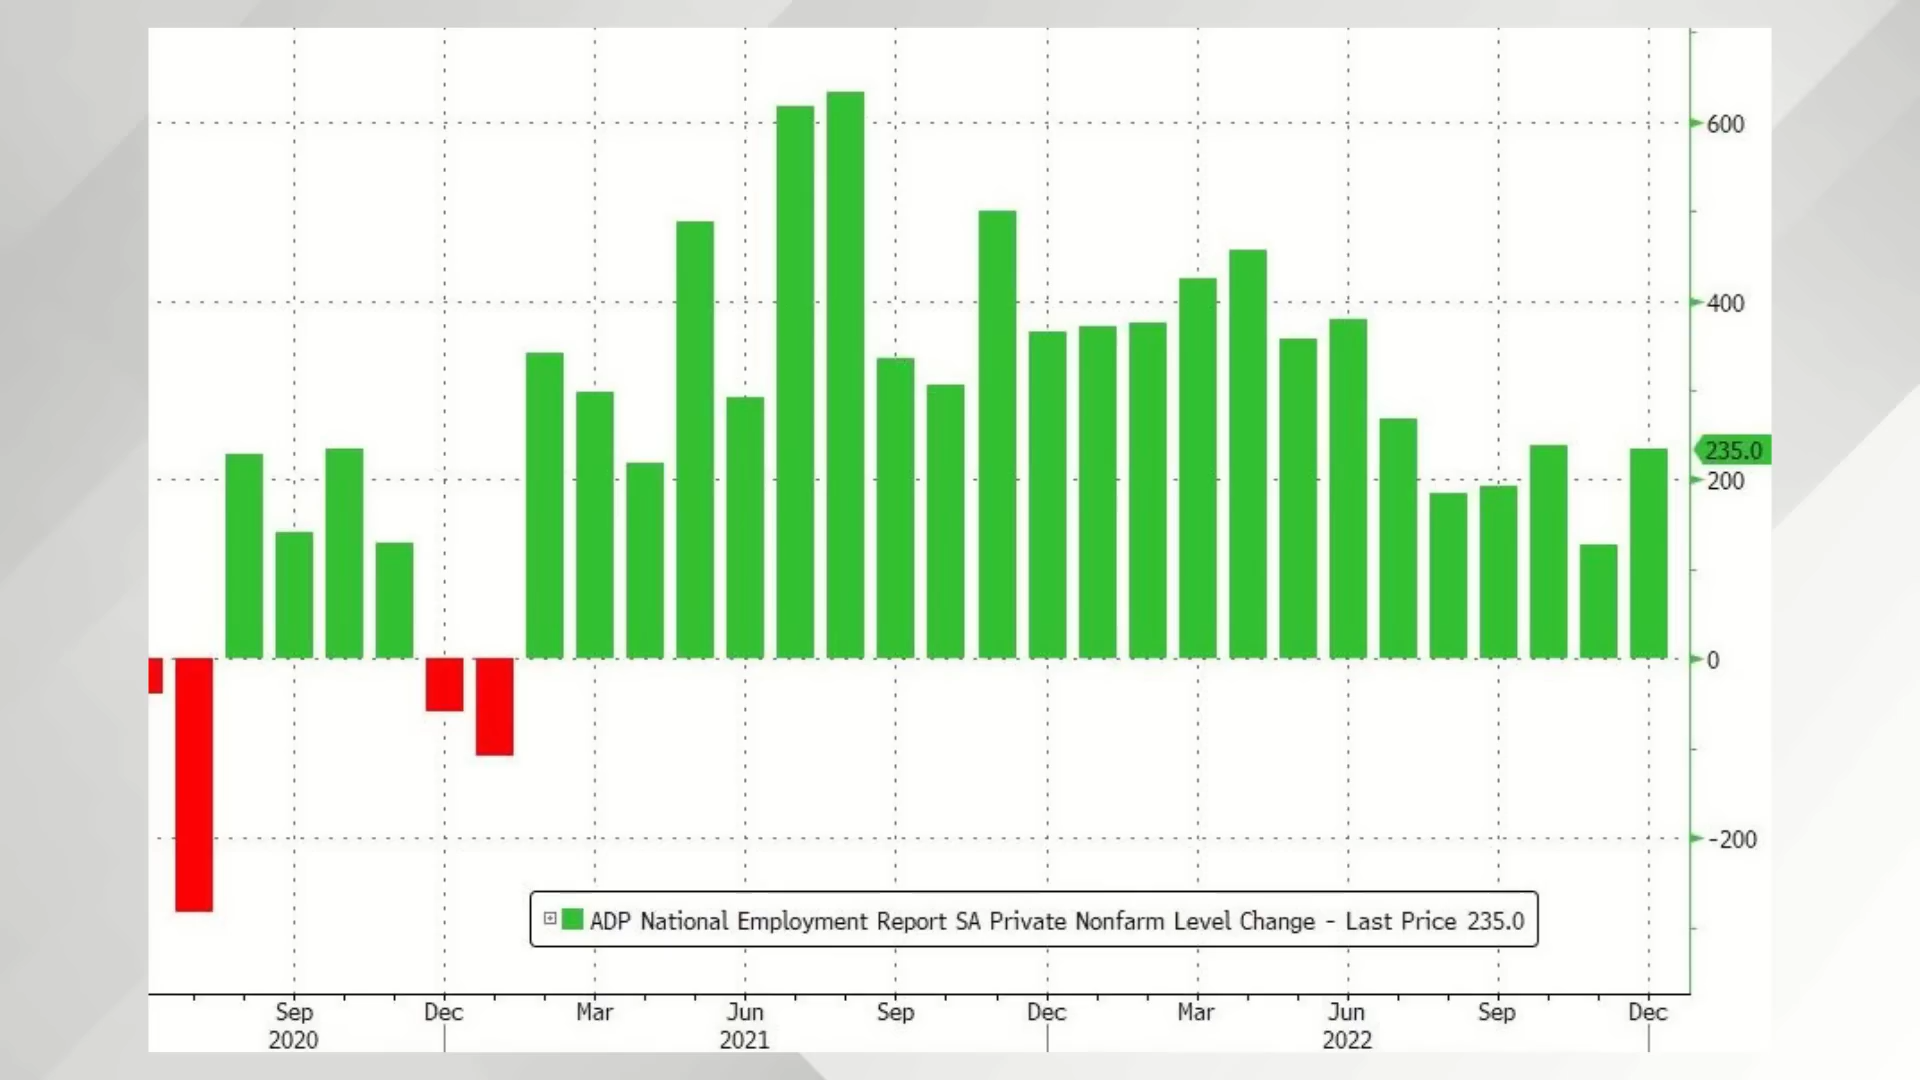 600
400
235.0
200
0
-200
ADP National Employment Report SA Private Nonfarm Level Change - Last Price 235.0
Sep Dec Mar Jun Sep Dec Mar Jun Sep Dec
2020 2021 2022